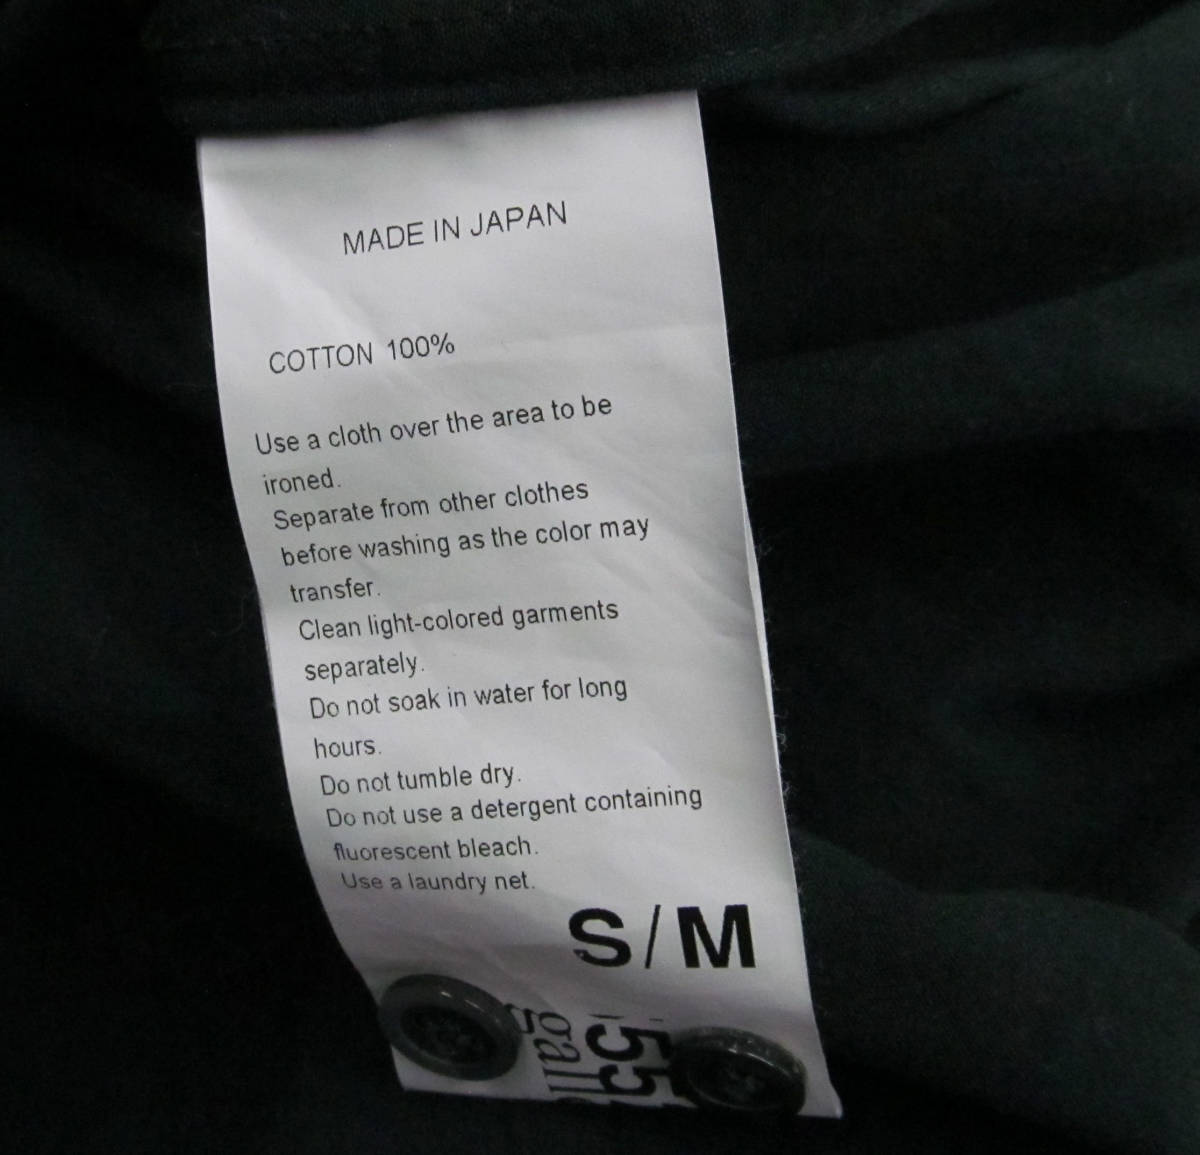 MADE IN JAPAN
COTTON 100%
Use a cloth over the area to be
ironed.
Separate from other clothes
before washing as the color may
transfer.
Clean light-colored garments
separately.
Do not soak in water for long
hours.
Do not tumble dry.
Do not use a detergent containing
fluorescent bleach.
Use a laundry net.
S/M